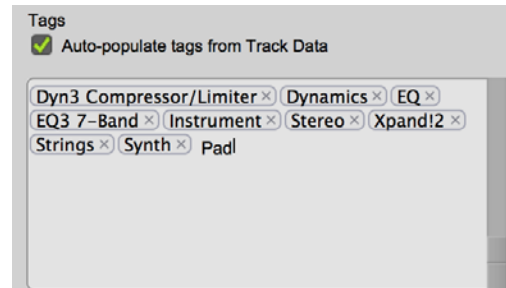 Tags
Auto-populate tags from Track Data
Dyn3 Compressor/Limiter × Dynamics × EQ ×
EQ3 7-Band × Instrument × Stereo × Xpand!2 ×
Strings × Synth × Pad